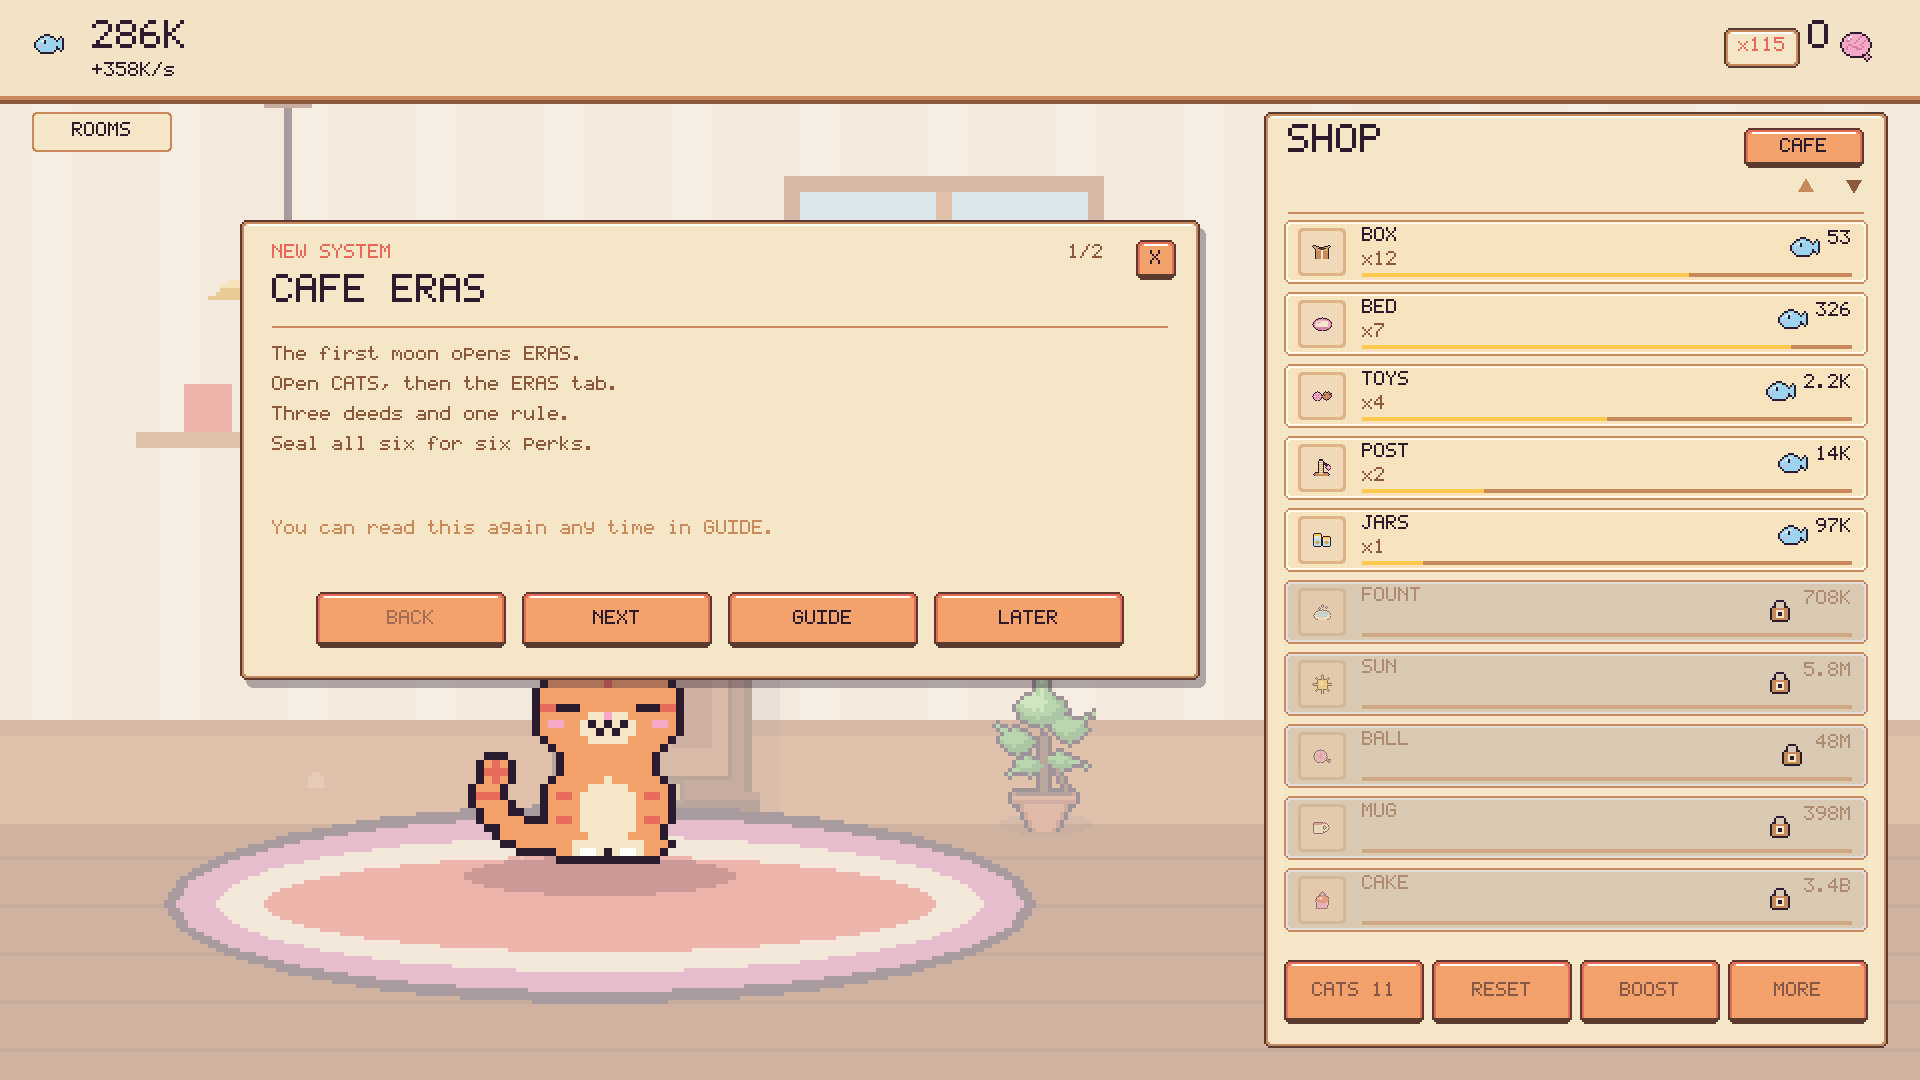 286K
+358K/s
x115
0
ROOMS
SHOP
CAFE
NEW SYSTEM
1/2
X
CAFE ERAS
The first moon opens ERAS.
Open CATS, then the ERAS tab.
Three deeds and one rule.
Seal all six for six perks.
You can read this again any time in GUIDE.
BACK
NEXT
GUIDE
LATER
BOX
53
x12
BED
326
x7
TOYS
2.2K
x4
POST
14K
x2
JARS
97K
x1
FOUNT
708K
SUN
5.8M
BALL
48M
MUG
398M
CAKE
3.4B
CATS 11
RESET
BOOST
MORE